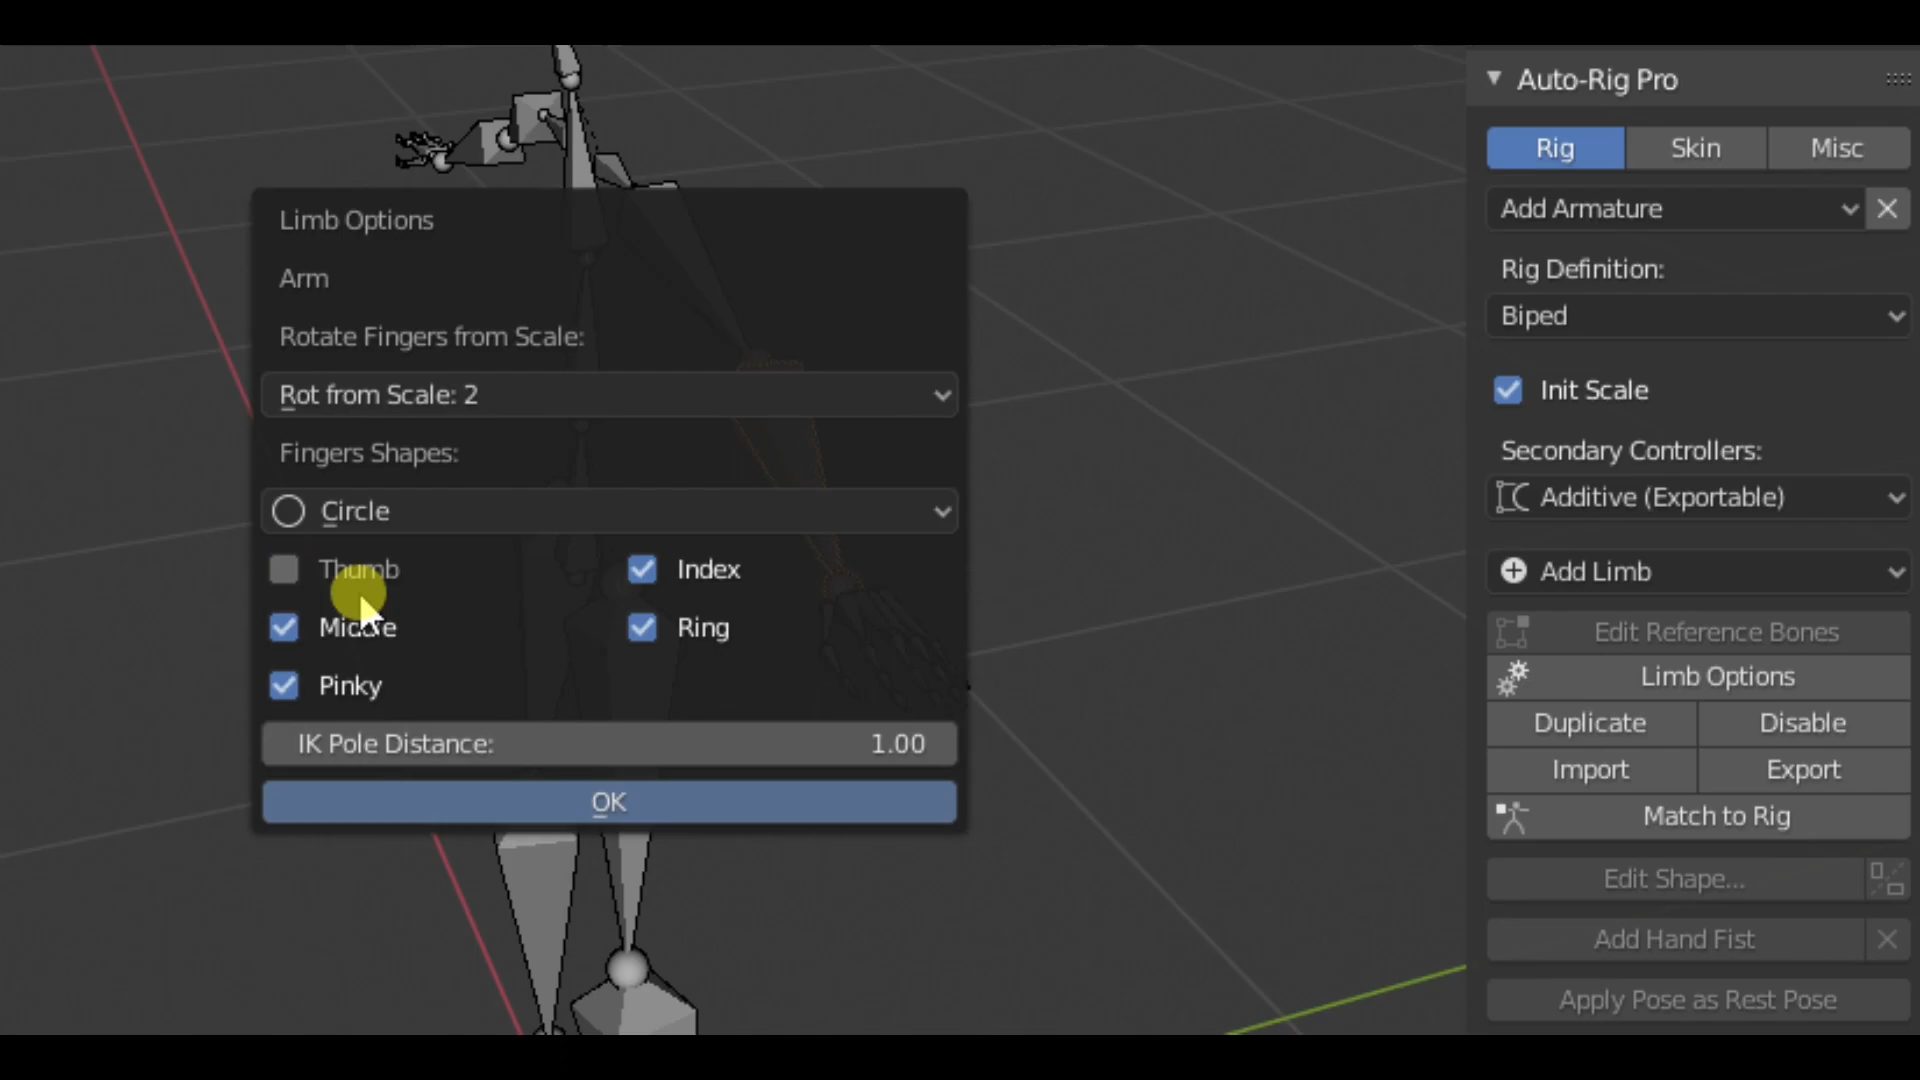 Limb Options
Arm
Rotate Fingers from Scale:
Rot from Scale: 2
Fingers Shapes:
Circle
Thumb
Index
Middle
Ring
Pinky
IK Pole Distance: 1.00
OK
Auto-Rig Pro
Rig Skin Misc
Add Armature
Rig Definition:
Biped
Init Scale
Secondary Controllers:
Additive (Exportable)
Add Limb
Edit Reference Bones
Limb Options
Duplicate Disable
Import Export
Match to Rig
Edit Shape...
Add Hand Fist
Apply Pose as Rest Pose